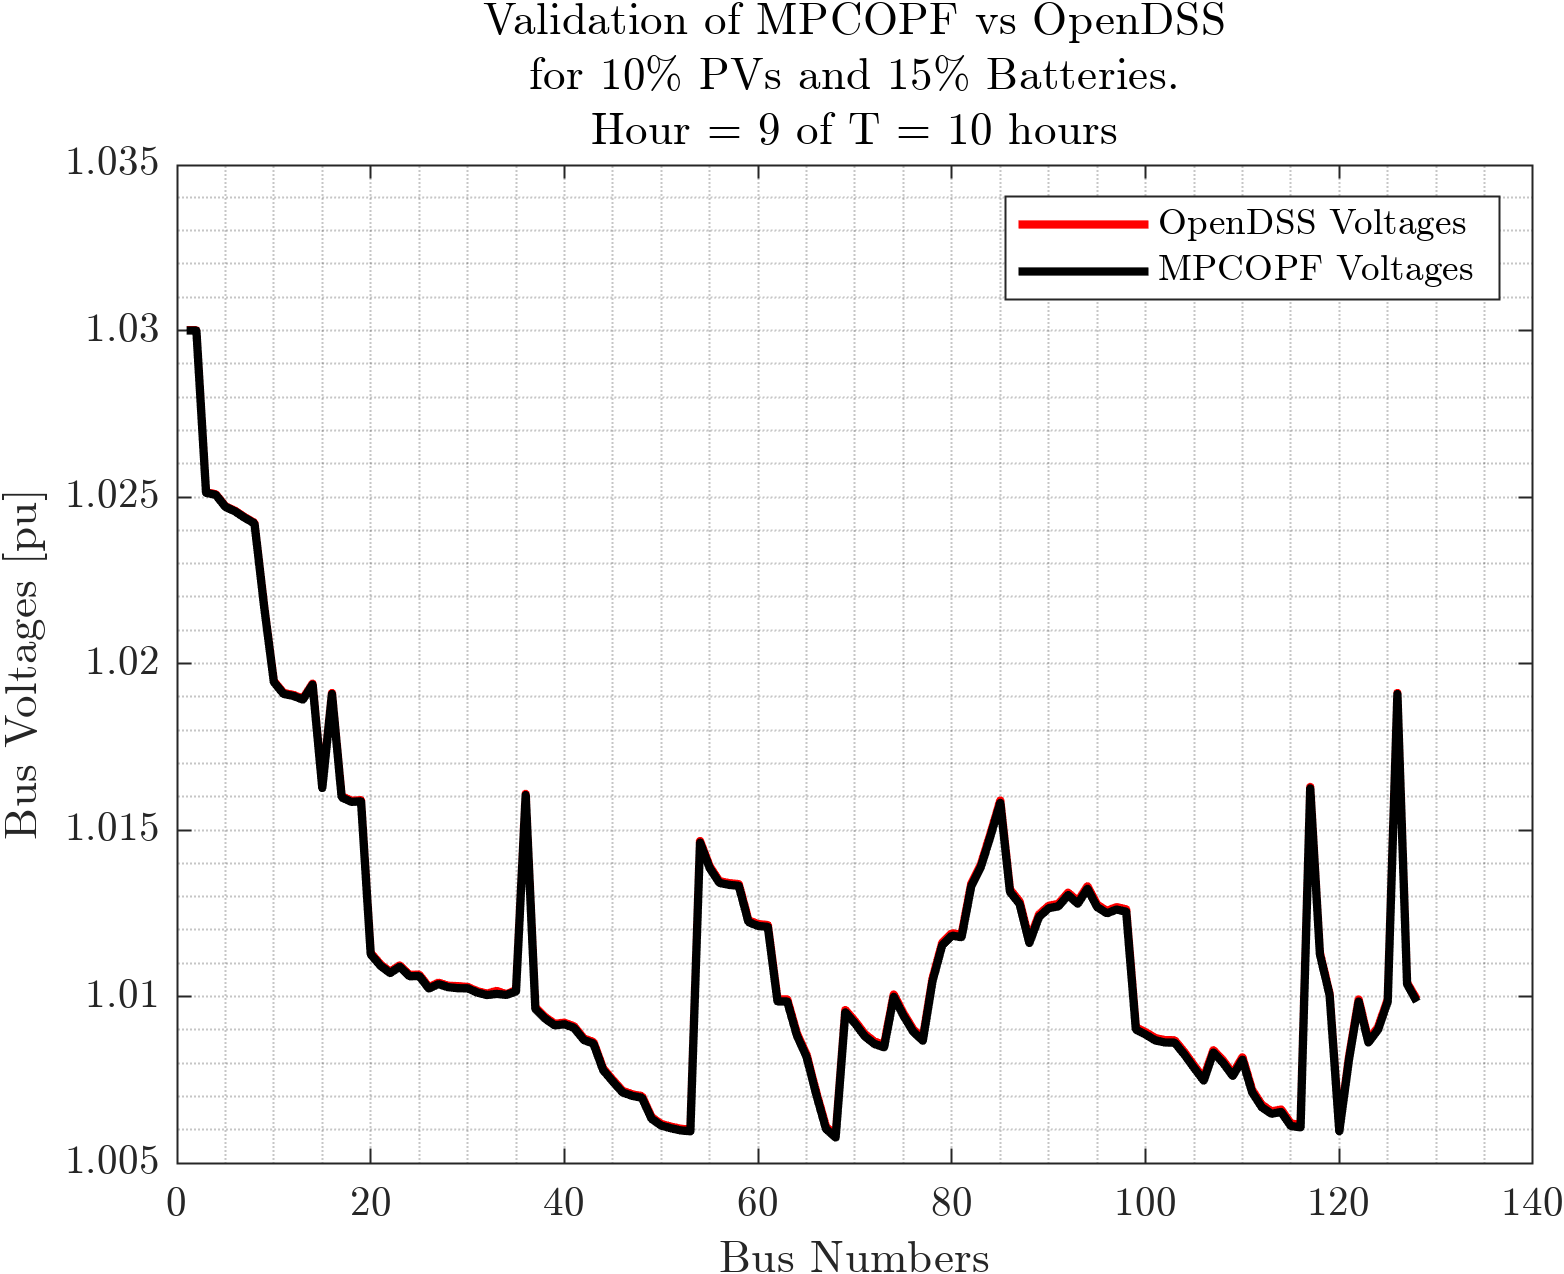 Validation of MPCOPF vs OpenDSS
for 10% PVs and 15% Batteries.
Hour = 9 of T = 10 hours
OpenDSS Voltages
MPCOPF Voltages
Bus Voltages [pu]
1.035
1.03
1.025
1.02
1.015
1.01
1.005
0 20 40 60 80 100 120 140
Bus Numbers